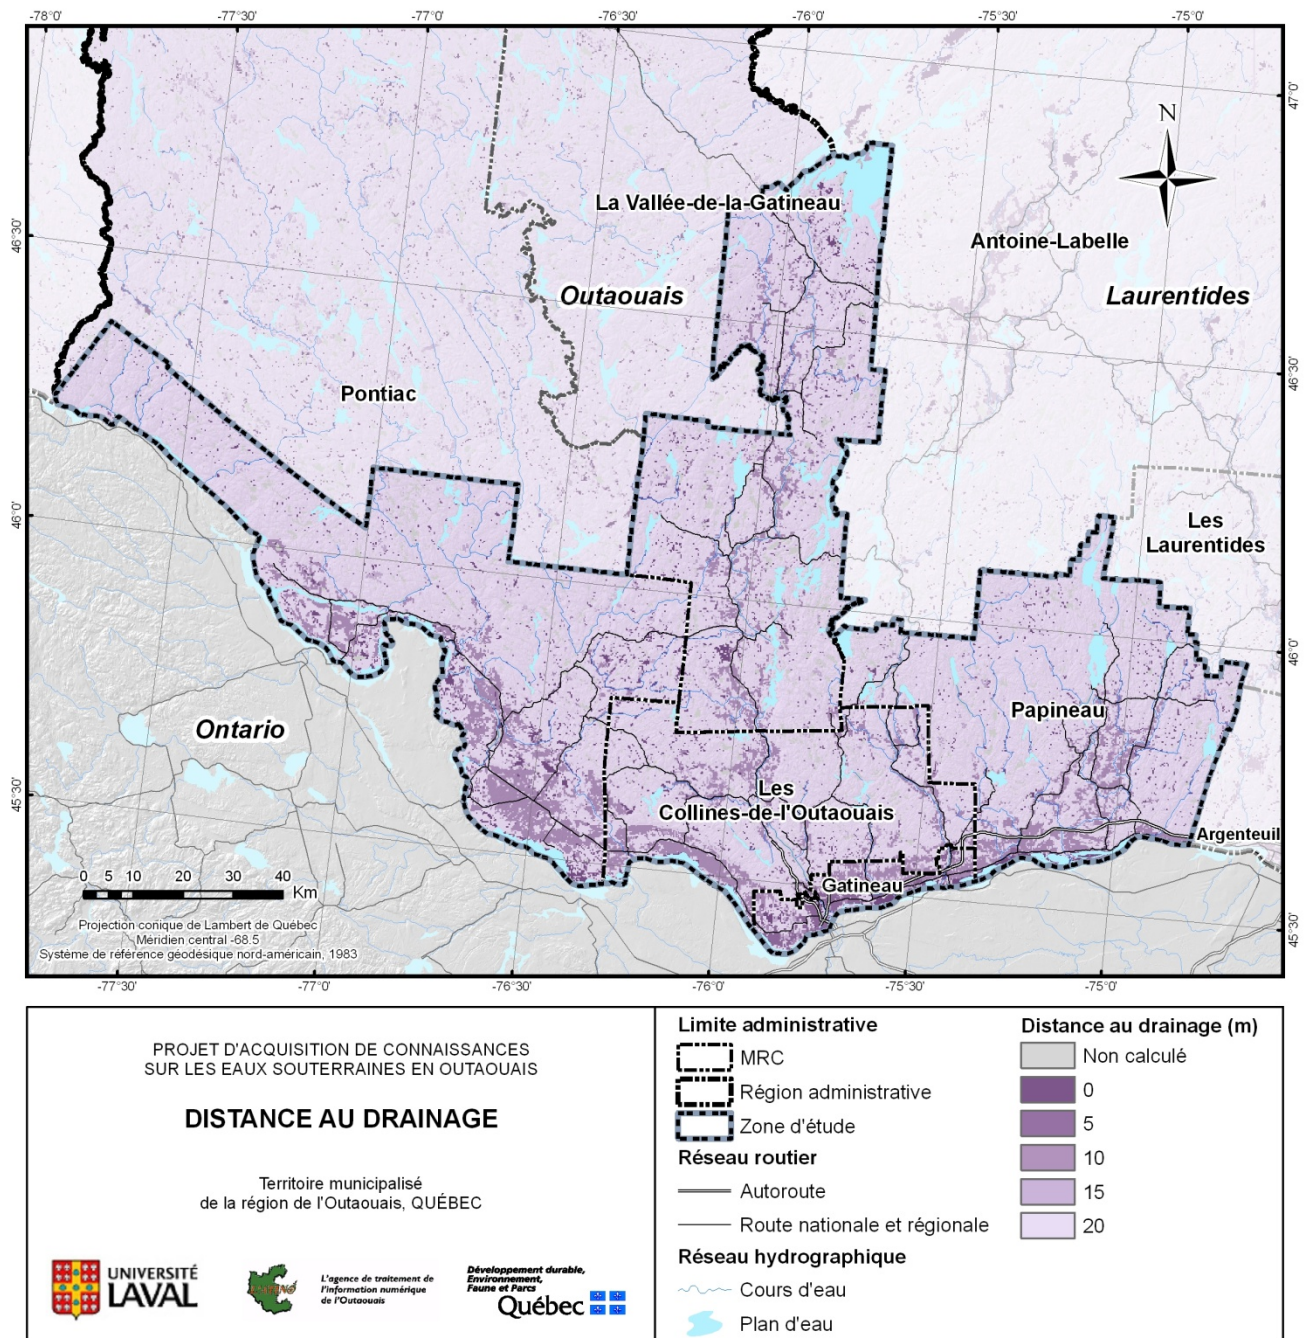 -78°0' -77°30' -77°0' -76°30' -76°0' -75°30' -75°0'
47°0'
N
La Vallée-de-la-Gatineau
Antoine-Labelle
46°30'
Outaouais
Laurentides
Pontiac
46°30'
46°0'
Les
Laurentides
46°0'
Papineau
Ontario
45°30'
Les
Collines-de-l'Outaouais
Argenteuil
Gatineau
45°30'
0 5 10 20 30 40
Km
Projection conique de Lambert de Québec
Méridien central -68.5
Système de référence géodésique nord-américain, 1983
-77°30' -77°0' -76°30' -76°0' -75°30' -75°0'
PROJET D'ACQUISITION DE CONNAISSANCES
SUR LES EAUX SOUTERRAINES EN OUTAOUAIS
DISTANCE AU DRAINAGE
Territoire municipalisé
de la région de l'Outaouais, QUÉBEC
UNIVERSITÉ
LAVAL
L'agence de traitement de
l'information numérique
de l'Outaouais
Développement durable,
Environnement,
Faune et Parcs
Québec
Limite administrative
MRC
Région administrative
Zone d'étude
Réseau routier
Autoroute
Route nationale et régionale
Réseau hydrographique
Cours d'eau
Plan d'eau
Distance au drainage (m)
Non calculé
0
5
10
15
20